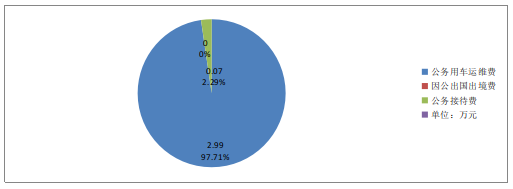 0
0%
0.07
2.29%
2.99
97.71%
公务用车运维费
因公出国出境费
公务接待费
单位：万元